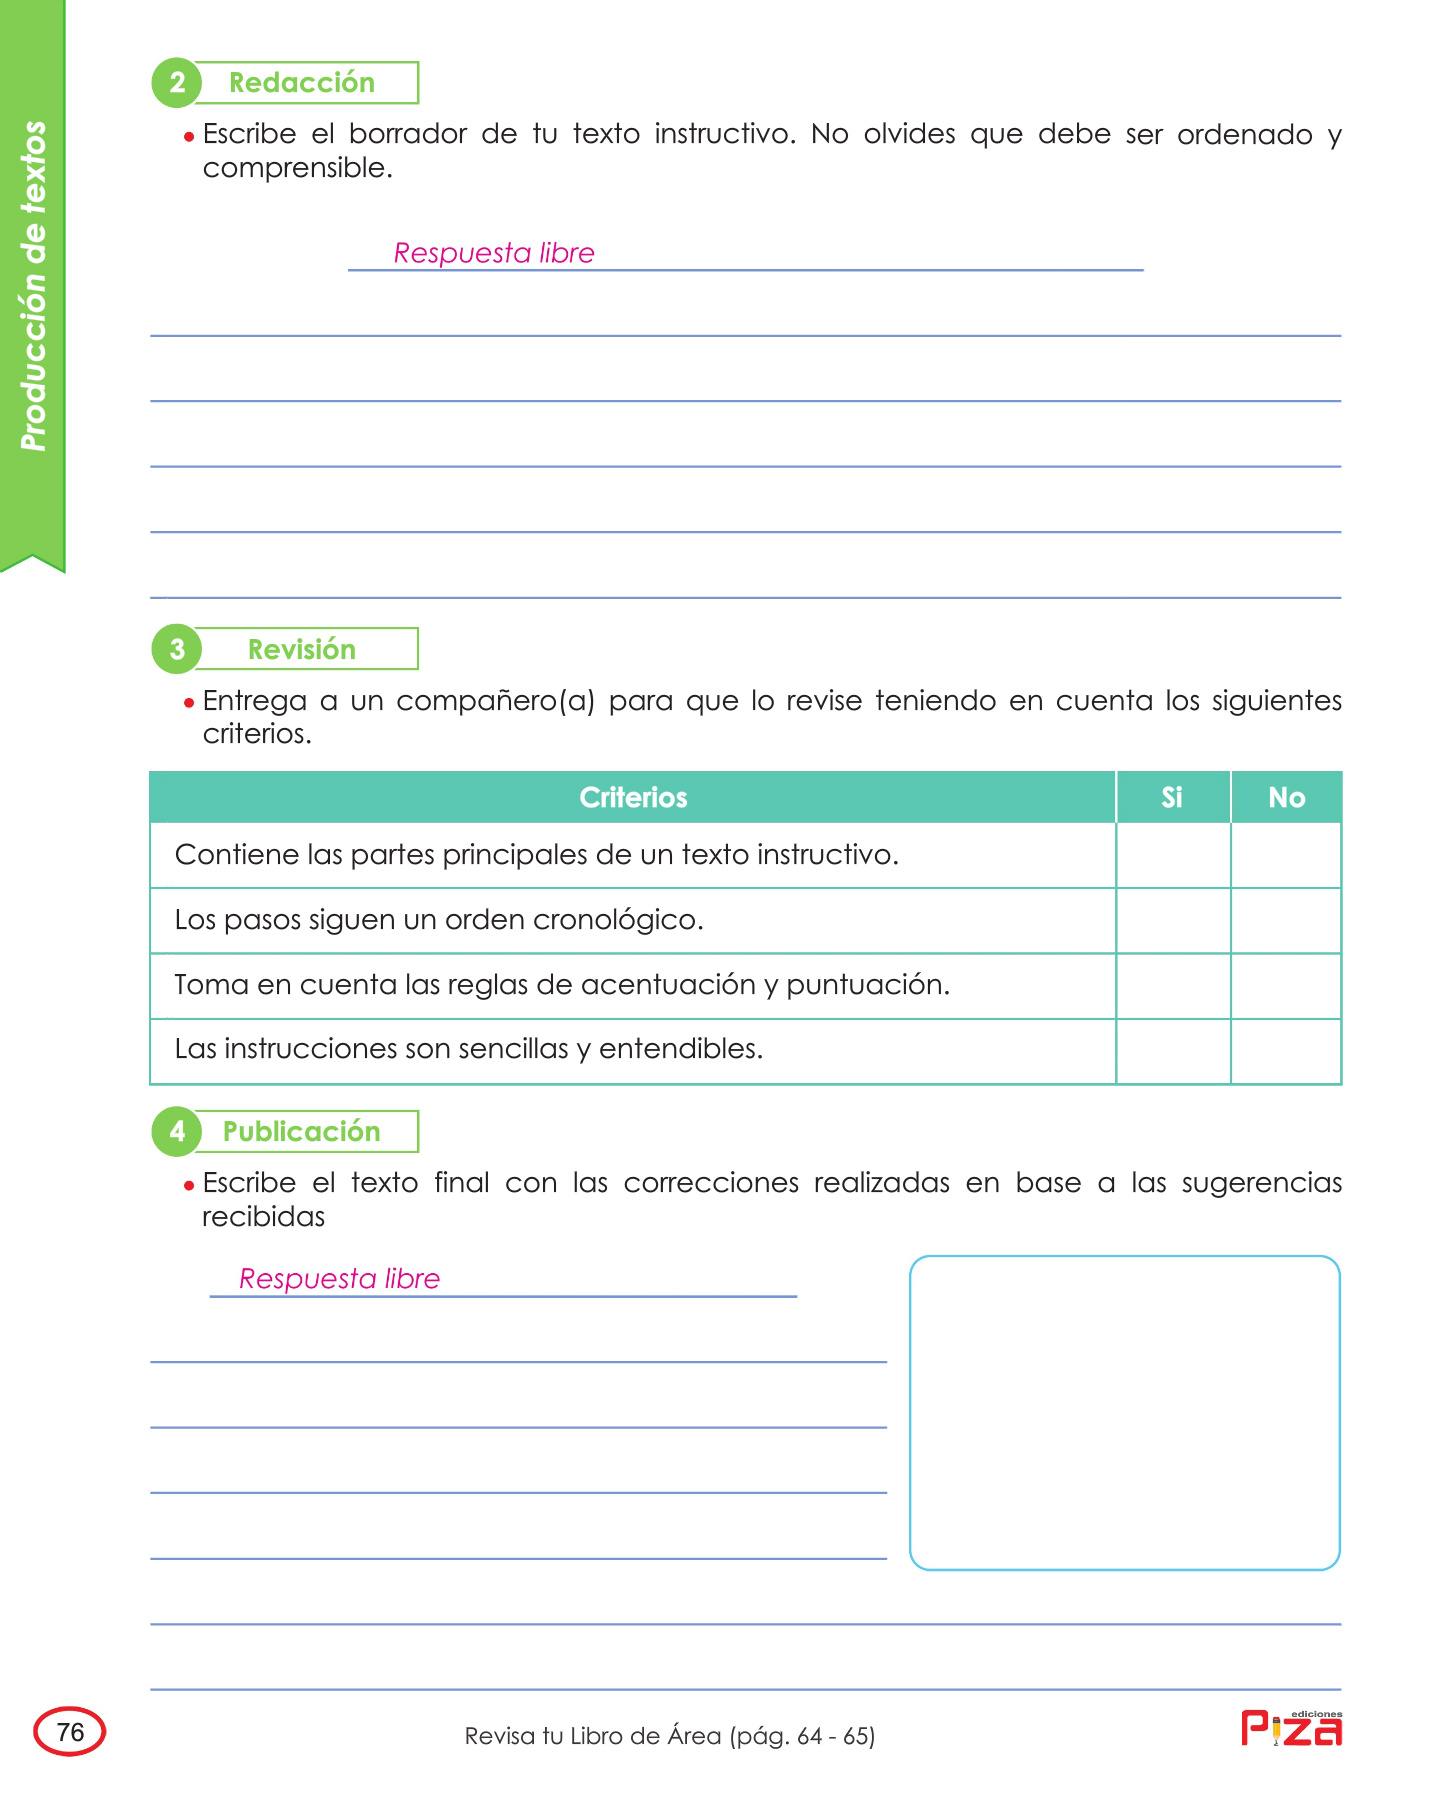 Producción de textos
2 Redacción
• Escribe el borrador de tu texto instructivo. No olvides que debe ser ordenado y
comprensible.
Respuesta libre
3 Revisión
• Entrega a un compañero(a) para que lo revise teniendo en cuenta los siguientes
criterios.
Criterios Si No
Contiene las partes principales de un texto instructivo.
Los pasos siguen un orden cronológico.
Toma en cuenta las reglas de acentuación y puntuación.
Las instrucciones son sencillas y entendibles.
4 Publicación
• Escribe el texto final con las correcciones realizadas en base a las sugerencias
recibidas
Respuesta libre
76
Revisa tu Libro de Área (pág. 64 - 65)
ediciones
Piza